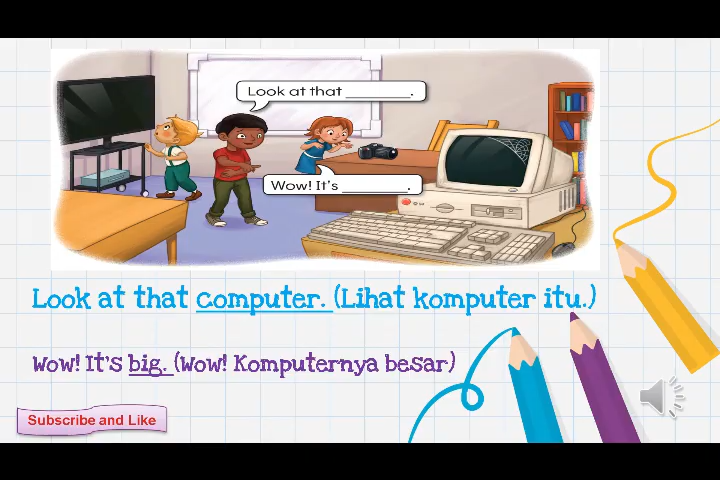 Look at that ________.
Wow! It's ________.
Look at that computer. (Lihat komputer itu.)
Wow! It's big. (Wow! Komputernya besar)
Subscribe and Like